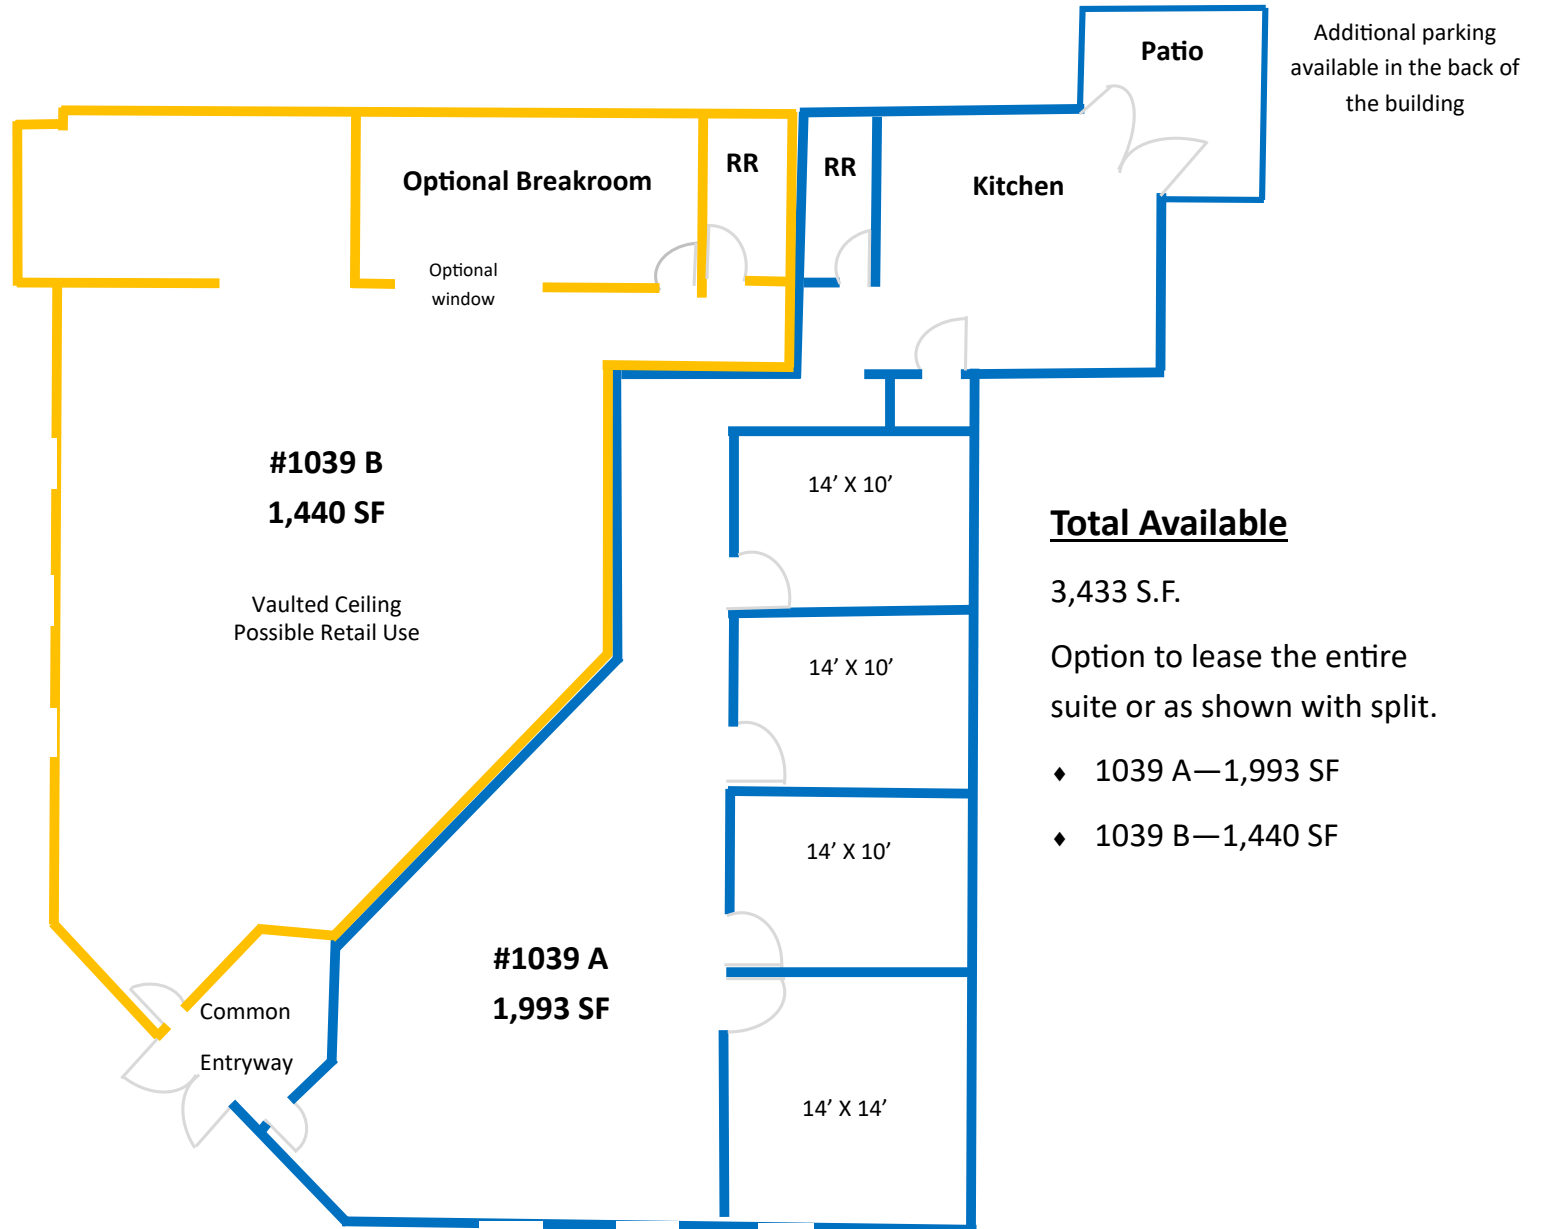 Patio
Additional parking
available in the back of
the building
Optional Breakroom
RR
RR
Kitchen
Optional
window
#1039 B
1,440 SF
Vaulted Ceiling
Possible Retail Use
14’ X 10’
14’ X 10’
14’ X 10’
14’ X 14’
#1039 A
1,993 SF
Common
Entryway
Total Available
3,433 S.F.
Option to lease the entire
suite or as shown with split.
♦ 1039 A—1,993 SF
♦ 1039 B—1,440 SF